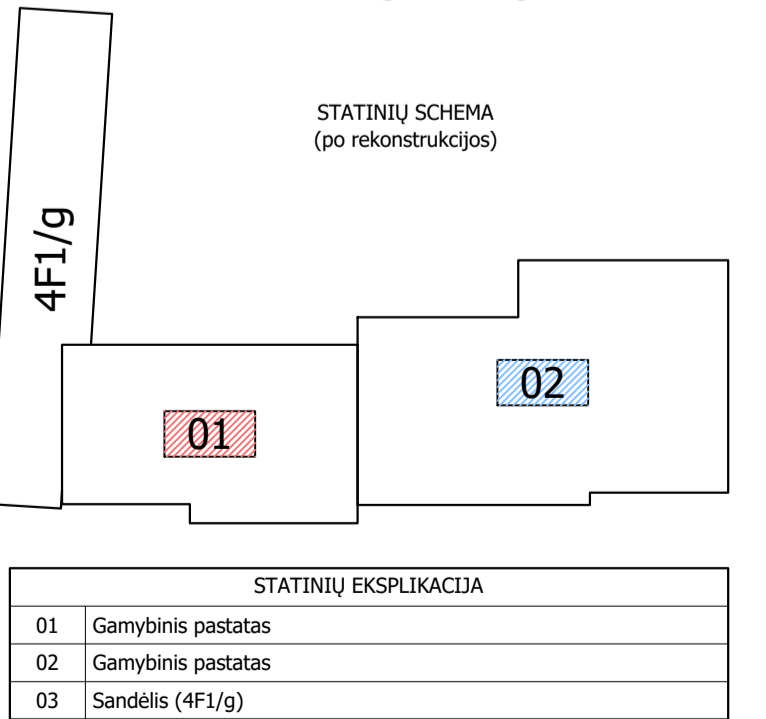 STATINIŲ SCHEMA
(po rekonstrukcijos)
4F1/g
01
02
STATINIŲ EKSPLIKACIJA
01 Gamybinis pastatas
02 Gamybinis pastatas
03 Sandėlis (4F1/g)